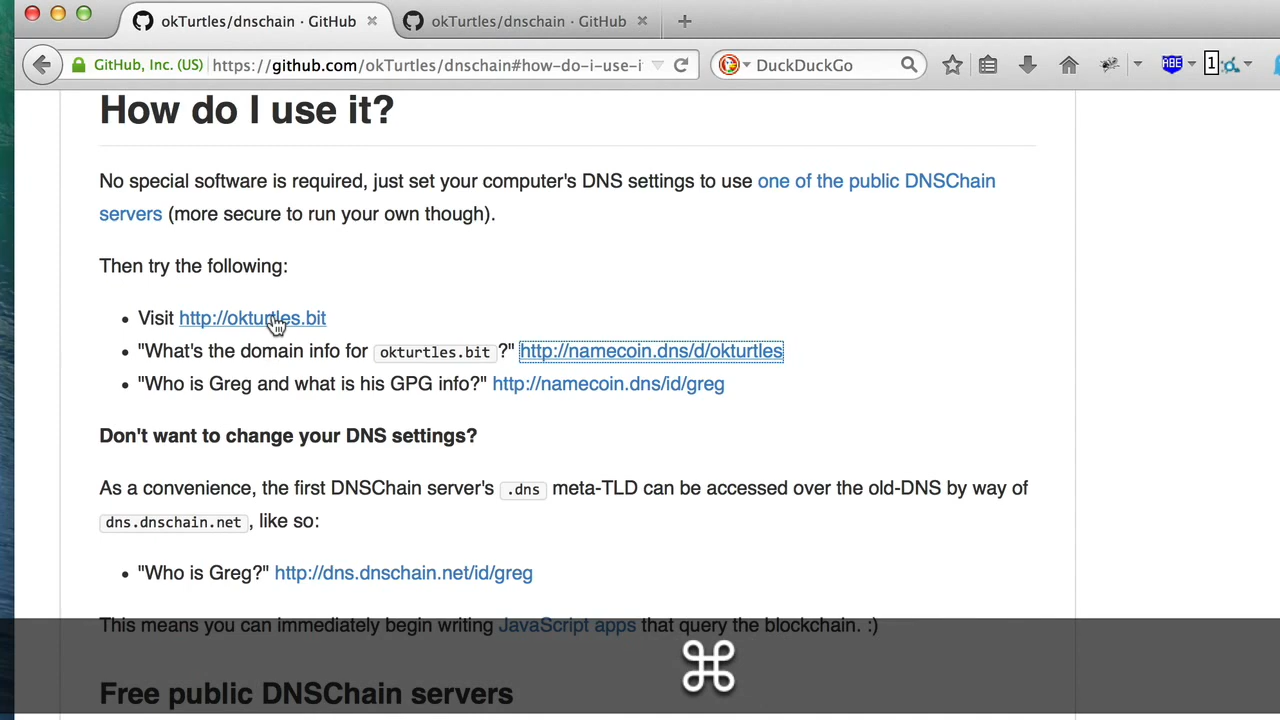 okTurtles/dnschain · GitHub
okTurtles/dnschain · GitHub
GitHub, Inc. (US) https://github.com/okTurtles/dnschain#how-do-i-use-i
DuckDuckGo
ABE
1
How do I use it?
No special software is required, just set your computer's DNS settings to use one of the public DNSChain
servers (more secure to run your own though).
Then try the following:
• Visit http://okturtles.bit
• "What's the domain info for okturtles.bit?" http://namecoin.dns/d/okturtles
• "Who is Greg and what is his GPG info?" http://namecoin.dns/id/greg
Don't want to change your DNS settings?
As a convenience, the first DNSChain server's .dns meta-TLD can be accessed over the old-DNS by way of
dns.dnschain.net, like so:
• "Who is Greg?" http://dns.dnschain.net/id/greg
This means you can immediately begin writing JavaScript apps that query the blockchain. :)
⌘
Free public DNSChain servers